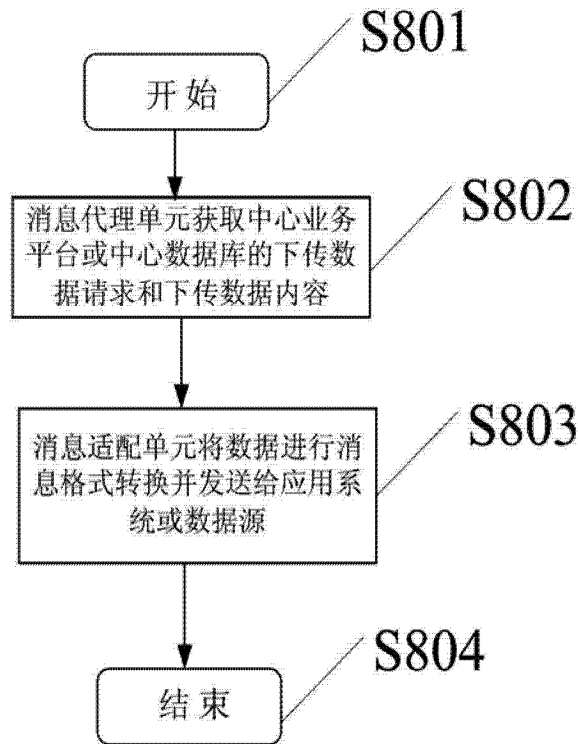 S801
开 始
S802
消息代理单元获取中心业务
平台或中心数据库的下传数
据请求和下传数据内容
S803
消息适配单元将数据进行消
息格式转换并发送给应用系
统或数据源
S804
结 束